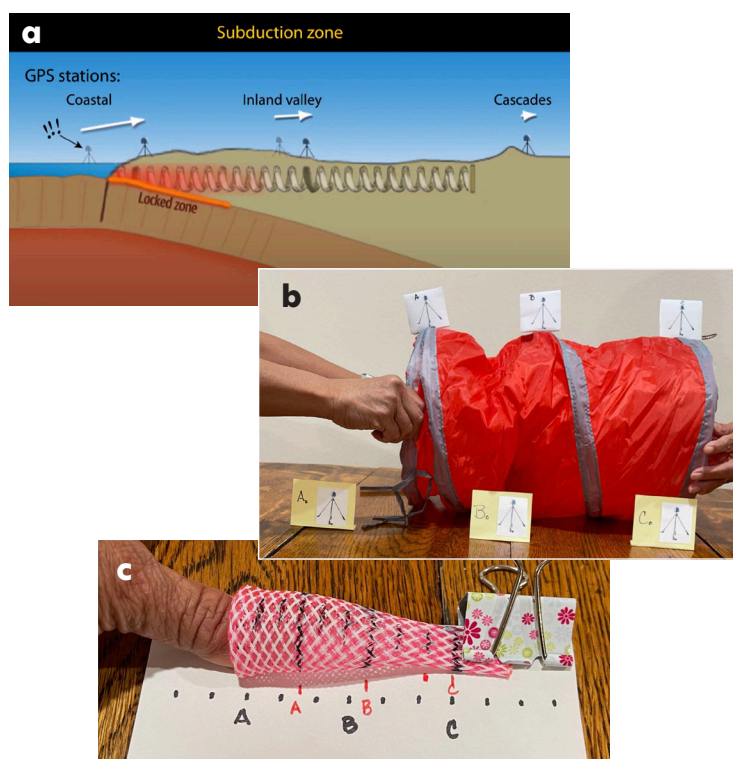 a
Subduction zone
GPS stations:
Coastal
Inland valley
Cascades
!!!
Locked zone
b
A
B
C
A.
B.
C.
c
A
B
C
A
B
C